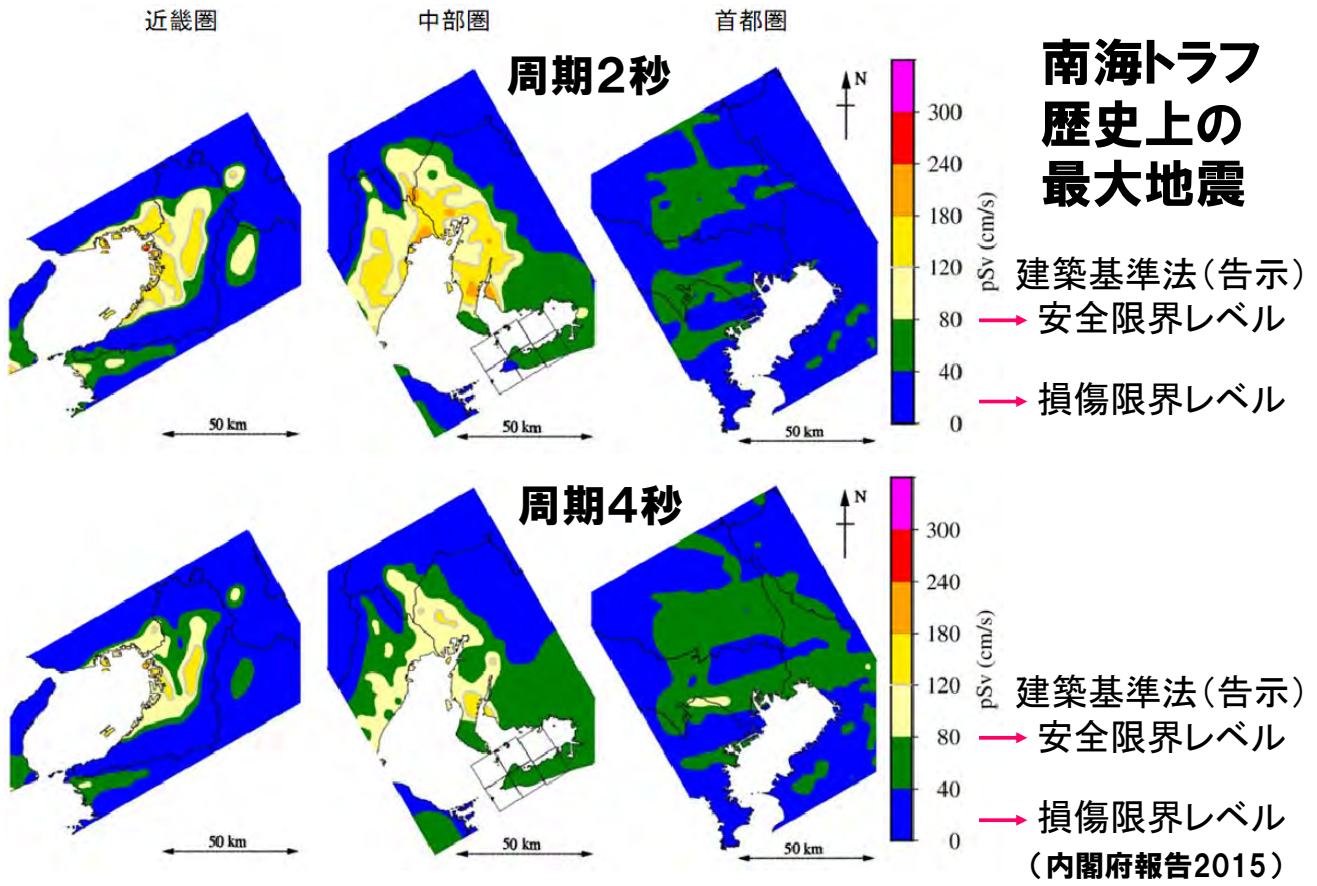 近畿圏
中部圏
首都圏
周期2秒
N
300
240
180
120
80
40
0
pSv (cm/s)
50 km
50 km
50 km
南海トラフ
歴史上の
最大地震
建築基準法(告示)
安全限界レベル
損傷限界レベル
周期4秒
N
300
240
180
120
80
40
0
pSv (cm/s)
50 km
50 km
50 km
建築基準法(告示)
安全限界レベル
損傷限界レベル
(内閣府報告2015)